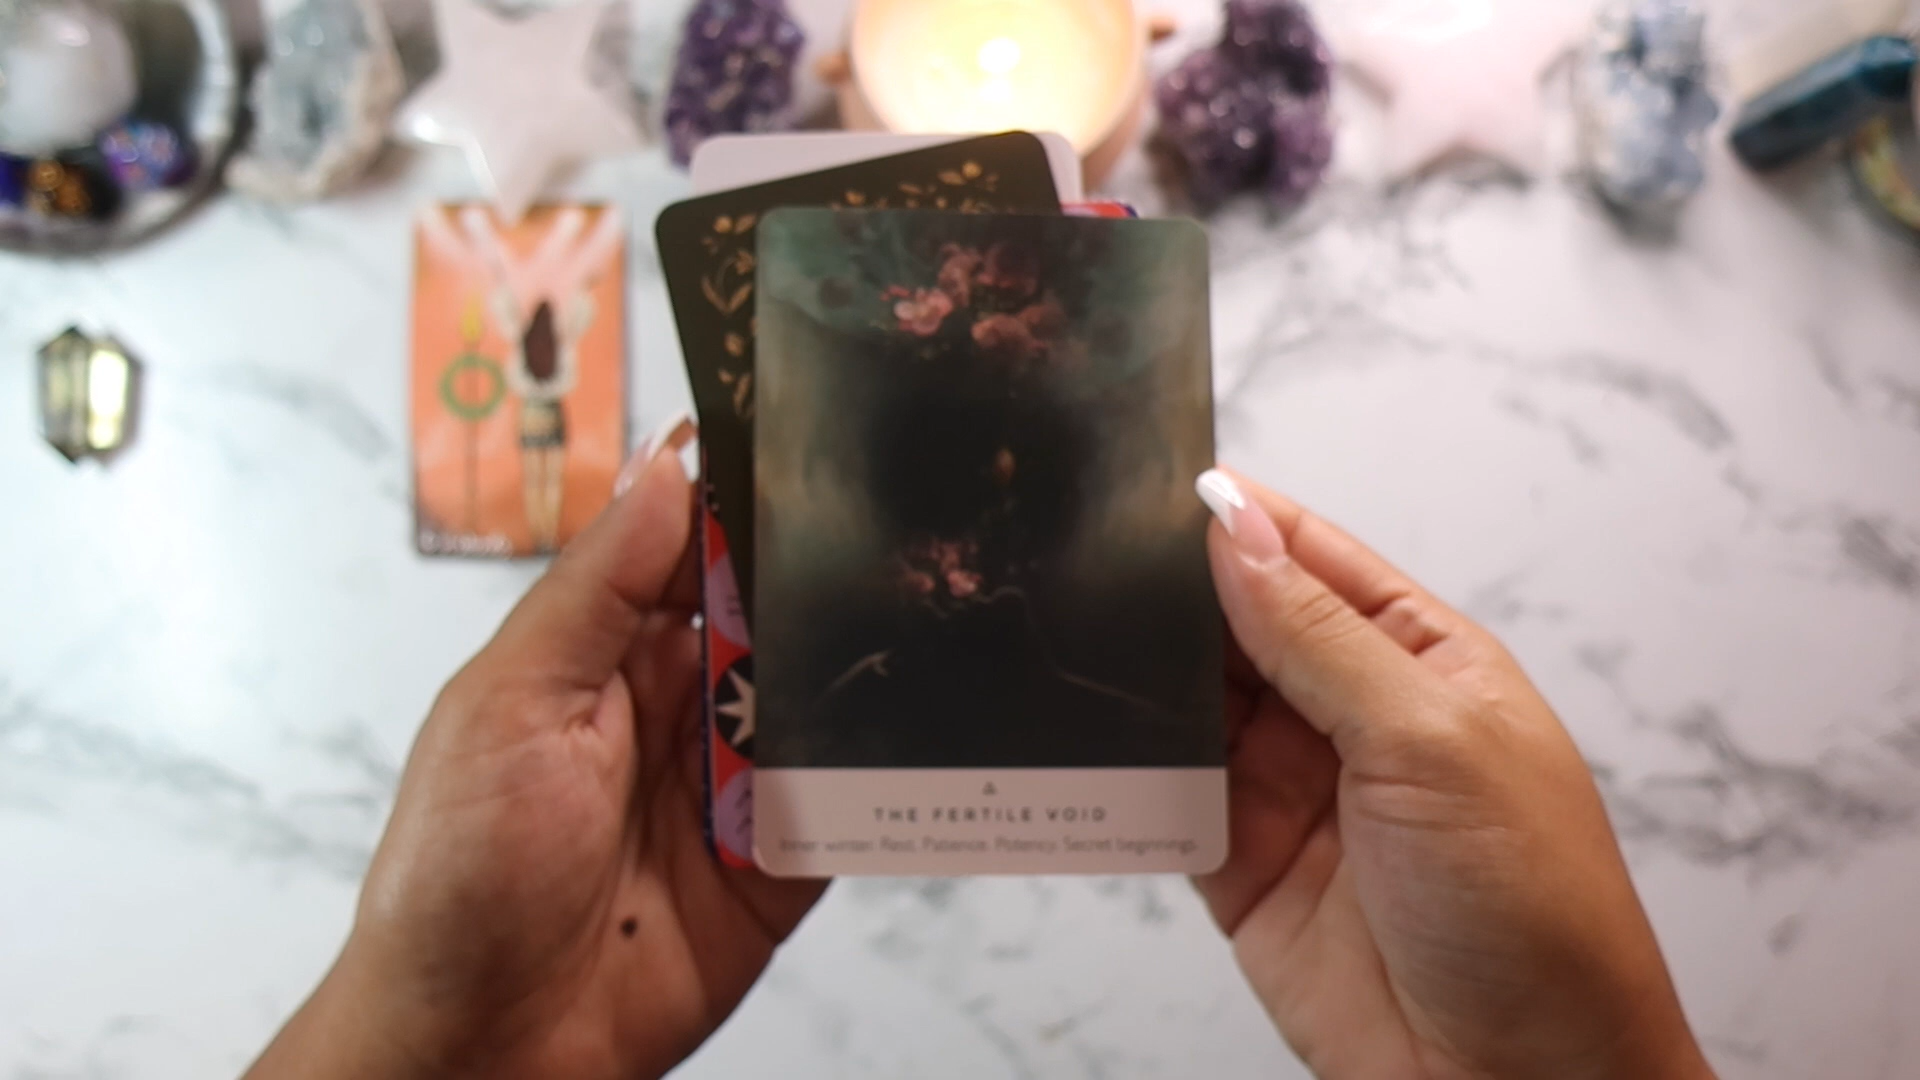 THE FERTILE VOID
Inner winter. Rest. Patience. Potency. Secret beginnings.